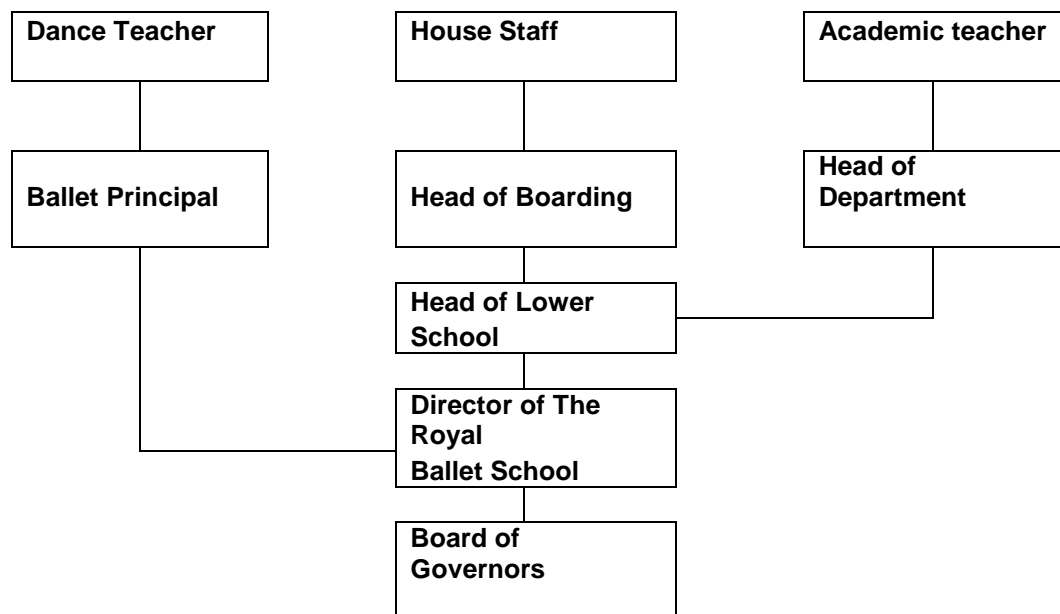 Dance Teacher
House Staff
Academic teacher
Ballet Principal
Head of Boarding
Head of
Department
Head of Lower
School
Director of The
Royal
Ballet School
Board of
Governors